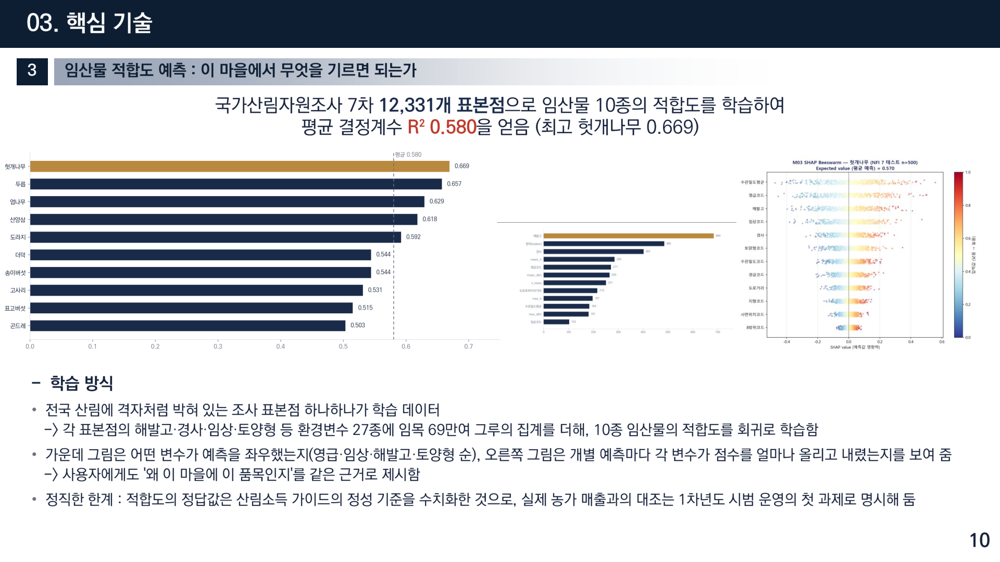 03. 핵심 기술
3
임산물 적합도 예측 : 이 마을에서 무엇을 기르면 되는가
국가산림자원조사 7차 12,331개 표본점으로 임산물 10종의 적합도를 학습하여
평균 결정계수 R² 0.580을 얻음 (최고 헛개나무 0.669)
평균 0.580
헛개나무 0.669
두릅 0.657
엄나무 0.629
산양삼 0.618
도라지 0.592
더덕 0.544
송이버섯 0.544
고사리 0.531
표고버섯 0.515
곤드레 0.503
0.0 0.1 0.2 0.3 0.4 0.5 0.6 0.7
해발고 684
방위(radian) 485
경사 402
mean_h 285
영급코드 271
mean_dbh 265
n_trees 251
도로로부터의거리 216
max_h 197
수관밀도평균 184
max_dbh 181
임상코드 103
0 100 200 300 400 500 600 700
M03 SHAP Beeswarm — 헛개나무 (NFI 7 테스트 n=500)
Expected value (평균 예측) = 0.570
수관밀도평균
영급코드
해발고
임상코드
경사
토양형코드
수관밀도코드
경급코드
도로거리
지형코드
사면위치코드
8방위코드
-0.4 -0.2 0.0 0.2 0.4 0.6
SHAP value (예측값 영향력)
1.0
0.8
0.6
0.4
0.2
0.0
– 학습 방식
• 전국 산림에 격자처럼 박혀 있는 조사 표본점 하나하나가 학습 데이터
–〉각 표본점의 해발고·경사·임상·토양형 등 환경변수 27종에 임목 69만여 그루의 집계를 더해, 10종 임산물의 적합도를 회귀로 학습함
• 가운데 그림은 어떤 변수가 예측을 좌우했는지(영급·임상·해발고·토양형 순), 오른쪽 그림은 개별 예측마다 각 변수가 점수를 얼마나 올리고 내렸는지를 보여 줌
–〉사용자에게도 '왜 이 마을에 이 품목인지'를 같은 근거로 제시함
• 정직한 한계 : 적합도의 정답값은 산림소득 가이드의 정성 기준을 수치화한 것으로, 실제 농가 매출과의 대조는 1차년도 시범 운영의 첫 과제로 명시해 둠
10